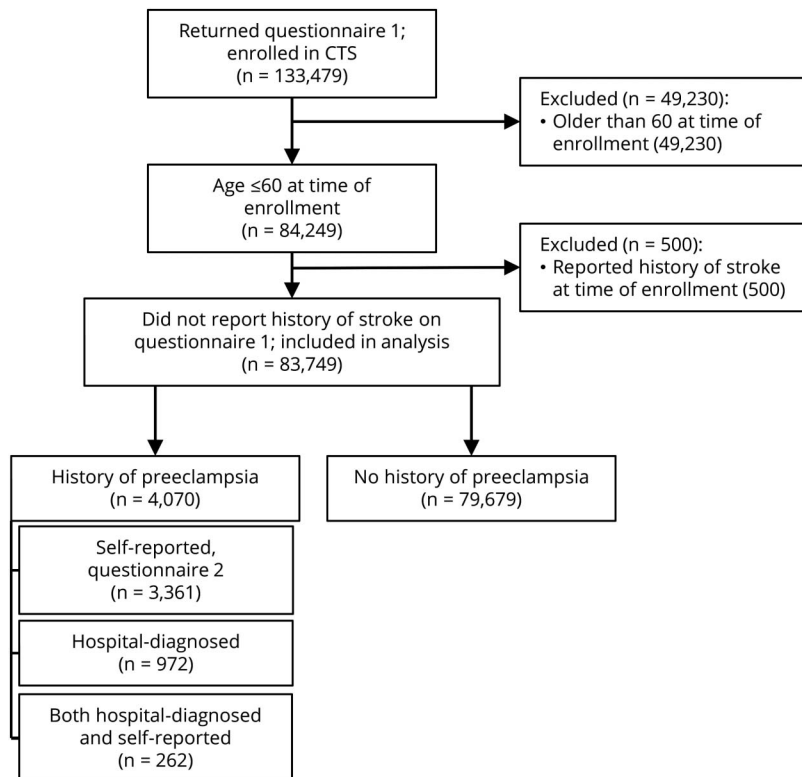 Returned questionnaire 1;
enrolled in CTS
(n = 133,479)
Excluded (n = 49,230):
• Older than 60 at time of
enrollment (49,230)
Age ≤60 at time of
enrollment
(n = 84,249)
Excluded (n = 500):
• Reported history of stroke
at time of enrollment (500)
Did not report history of stroke on
questionnaire 1; included in analysis
(n = 83,749)
History of preeclampsia
(n = 4,070)
No history of preeclampsia
(n = 79,679)
Self-reported,
questionnaire 2
(n = 3,361)
Hospital-diagnosed
(n = 972)
Both hospital-diagnosed
and self-reported
(n = 262)